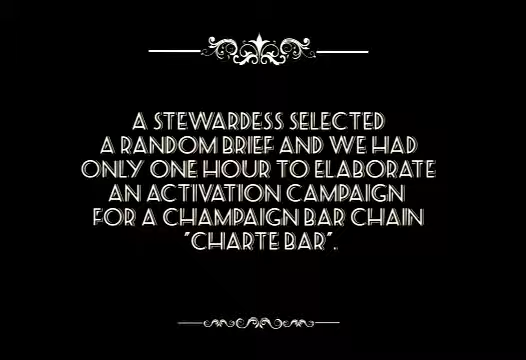 A STEWARDESS SELECTED
A RANDOM BRIEF AND WE HAD
ONLY ONE HOUR TO ELABORATE
AN ACTIVATION CAMPAIGN
FOR A CHAMPAIGN BAR CHAIN
"CHARTE BAR".